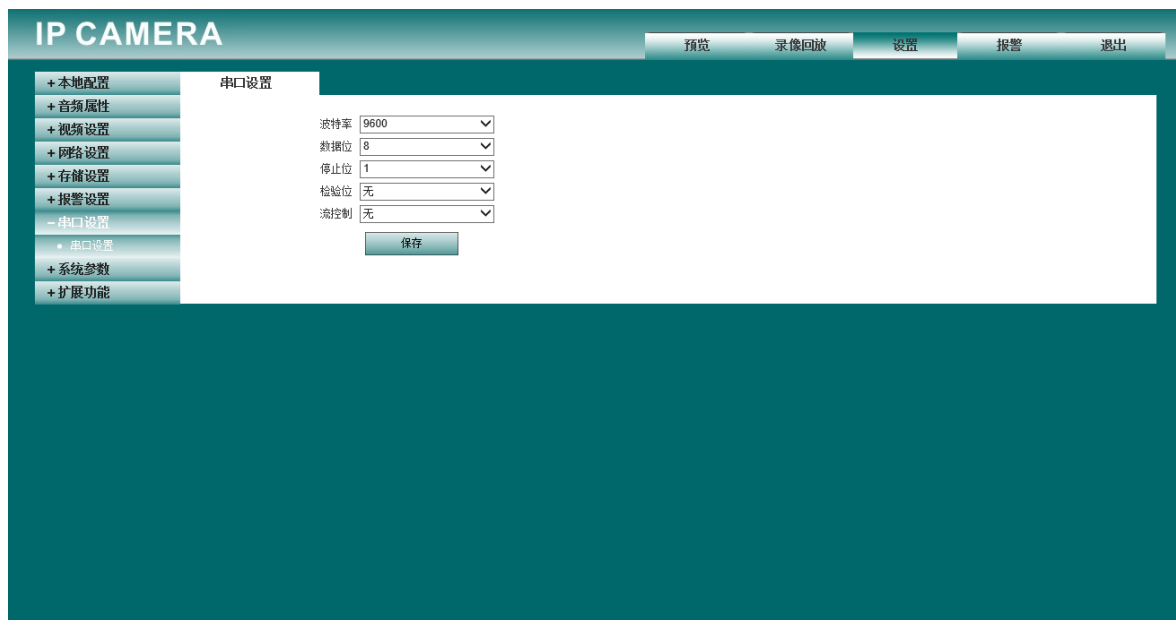 IP CAMERA
预览 录像回放 设置 报警 退出
+本地配置
+音频属性
+视频设置
+网络设置
+存储设置
+报警设置
-串口设置
• 串口设置
+系统参数
+扩展功能
串口设置
波特率 9600
数据位 8
停止位 1
检验位 无
流控制 无
保存